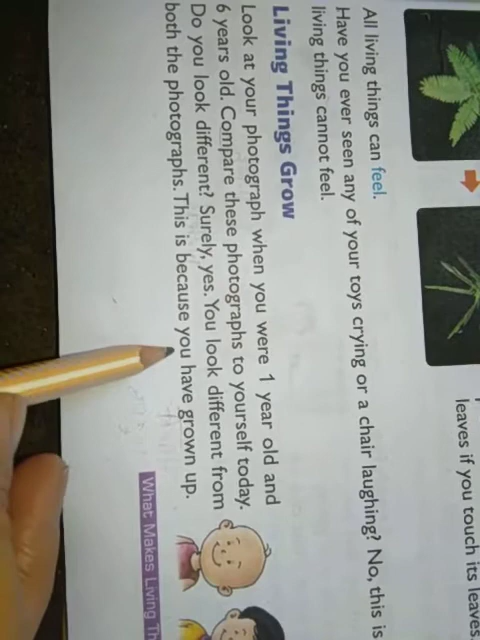 leaves if you touch its leaves.
All living things can feel.
Have you ever seen any of your toys crying or a chair laughing? No, this is
living things cannot feel.
Living Things Grow
Look at your photograph when you were 1 year old and
6 years old. Compare these photographs to yourself today.
Do you look different? Surely, yes. You look different from
both the photographs. This is because you have grown up.
What Makes Living Th